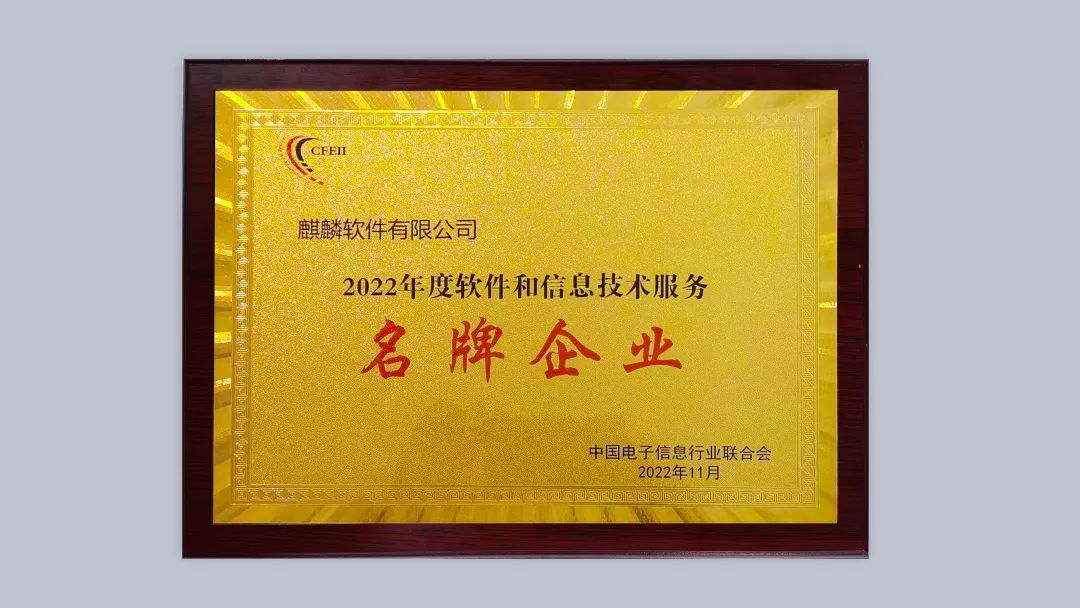 CFEII
麒麟软件有限公司
2022年度软件和信息技术服务
名牌企业
中国电子信息行业联合会
2022年11月